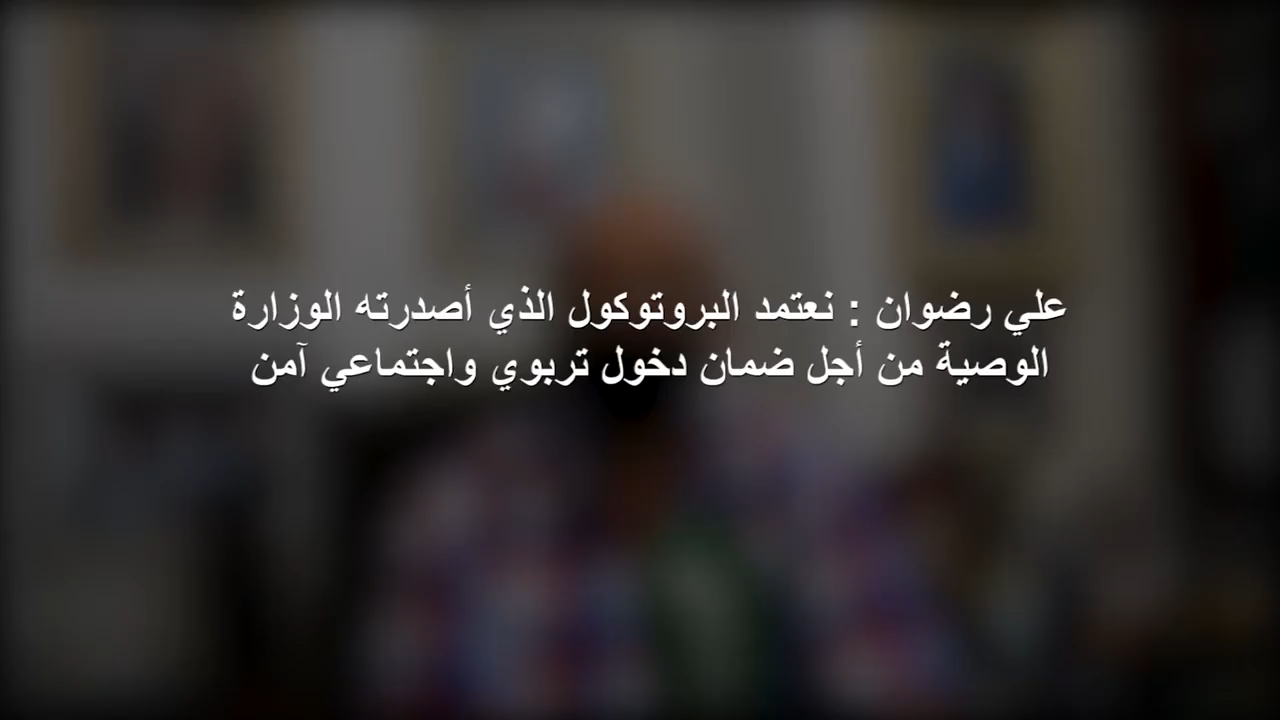 علي رضوان : نعتمد البروتوكول الذي أصدرته الوزارة
الوصية من أجل ضمان دخول تربوي واجتماعي آمن